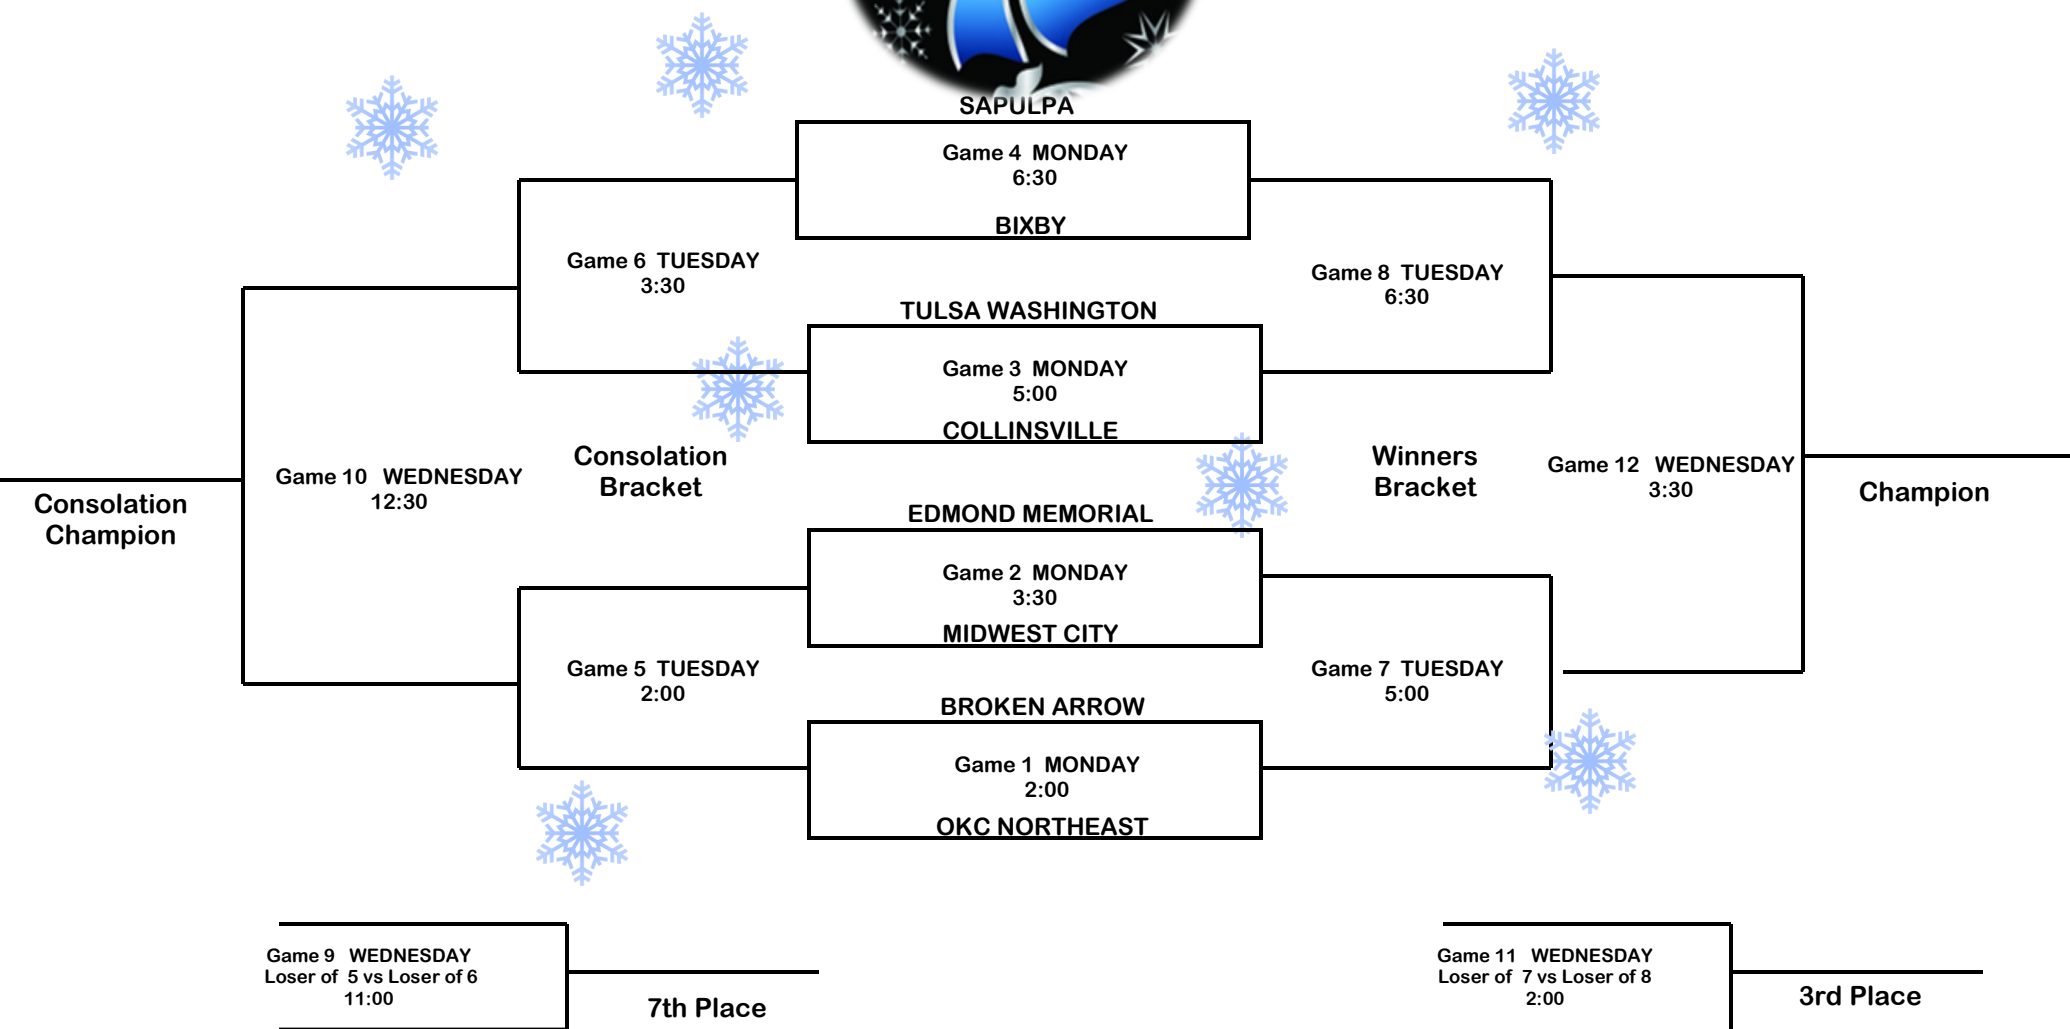 SAPULPA
Game 4 MONDAY
6:30
BIXBY
Game 6 TUESDAY
3:30
Game 8 TUESDAY
6:30
TULSA WASHINGTON
Game 3 MONDAY
5:00
COLLINSVILLE
Consolation
Bracket
Winners
Bracket
Game 10 WEDNESDAY
12:30
Game 12 WEDNESDAY
3:30
Consolation
Champion
Champion
EDMOND MEMORIAL
Game 2 MONDAY
3:30
MIDWEST CITY
Game 5 TUESDAY
2:00
Game 7 TUESDAY
5:00
BROKEN ARROW
Game 1 MONDAY
2:00
OKC NORTHEAST
Game 9 WEDNESDAY
Loser of 5 vs Loser of 6
11:00
7th Place
Game 11 WEDNESDAY
Loser of 7 vs Loser of 8
2:00
3rd Place